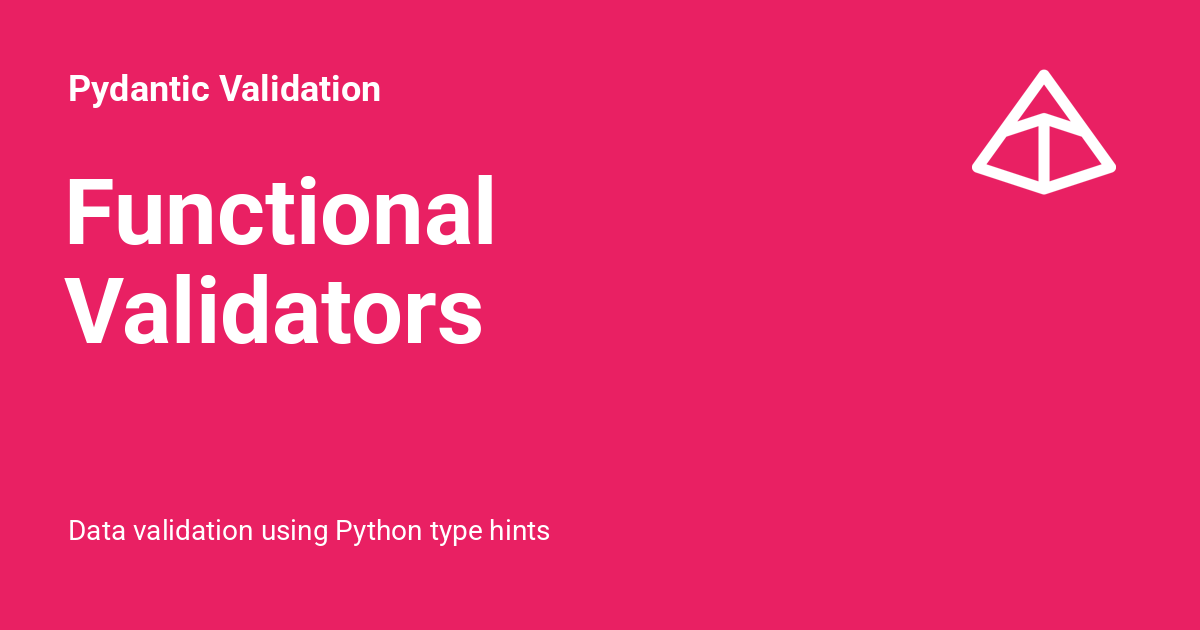 Pydantic Validation
Functional
Validators
Data validation using Python type hints